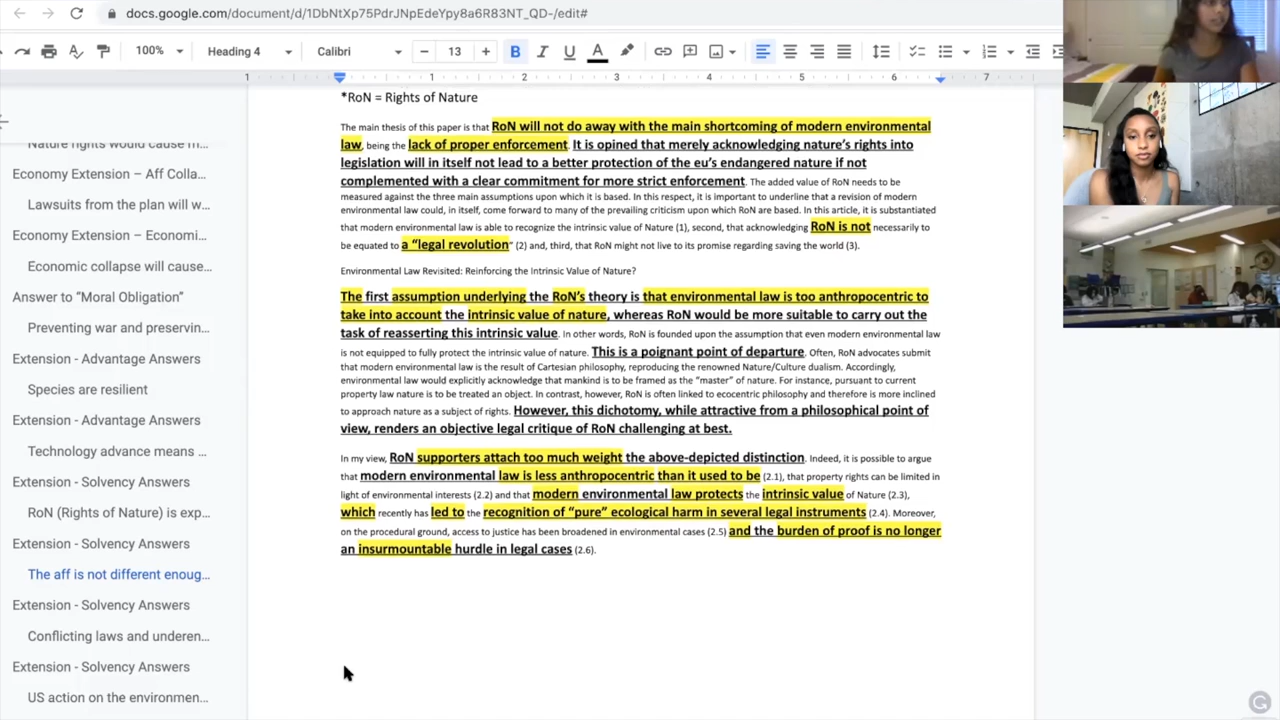 docs.google.com/document/d/1DbNtXp75PdrJNpEdeYpy8a6R83NT_QD-/edit#
100%
Heading 4
Calibri
13
B I U A
1 1 2 3 4 5 6 7
Nature rights would cause m...
Economy Extension – Aff Colla...
Lawsuits from the plan will w...
Economy Extension – Economi...
Economic collapse will cause...
Answer to “Moral Obligation”
Preventing war and preservin...
Extension - Advantage Answers
Species are resilient
Extension - Advantage Answers
Technology advance means ...
Extension - Solvency Answers
RoN (Rights of Nature) is exp...
Extension - Solvency Answers
The aff is not different enoug...
Extension - Solvency Answers
Conflicting laws and underen...
Extension - Solvency Answers
US action on the environmen...
*RoN = Rights of Nature
The main thesis of this paper is that RoN will not do away with the main shortcoming of modern environmental
law, being the lack of proper enforcement. It is opined that merely acknowledging nature’s rights into
legislation will in itself not lead to a better protection of the eu’s endangered nature if not
complemented with a clear commitment for more strict enforcement. The added value of RoN needs to be
measured against the three main assumptions upon which it is based. In this respect, it is important to underline that a revision of modern
environmental law could, in itself, come forward to many of the prevailing criticism upon which RoN are based. In this article, it is substantiated
that modern environmental law is able to recognize the intrinsic value of Nature (1), second, that acknowledging RoN is not necessarily to
be equated to a “legal revolution” (2) and, third, that RoN might not live to its promise regarding saving the world (3).
Environmental Law Revisited: Reinforcing the Intrinsic Value of Nature?
The first assumption underlying the RoN’s theory is that environmental law is too anthropocentric to
take into account the intrinsic value of nature, whereas RoN would be more suitable to carry out the
task of reasserting this intrinsic value. In other words, RoN is founded upon the assumption that even modern environmental law
is not equipped to fully protect the intrinsic value of nature. This is a poignant point of departure. Often, RoN advocates submit
that modern environmental law is the result of Cartesian philosophy, reproducing the renowned Nature/Culture dualism. Accordingly,
environmental law would explicitly acknowledge that mankind is to be framed as the “master” of nature. For instance, pursuant to current
property law nature is to be treated an object. In contrast, however, RoN is often linked to ecocentric philosophy and therefore is more inclined
to approach nature as a subject of rights. However, this dichotomy, while attractive from a philosophical point of
view, renders an objective legal critique of RoN challenging at best.
In my view, RoN supporters attach too much weight the above-depicted distinction. Indeed, it is possible to argue
that modern environmental law is less anthropocentric than it used to be (2.1), that property rights can be limited in
light of environmental interests (2.2) and that modern environmental law protects the intrinsic value of Nature (2.3),
which recently has led to the recognition of “pure” ecological harm in several legal instruments (2.4). Moreover,
on the procedural ground, access to justice has been broadened in environmental cases (2.5) and the burden of proof is no longer
an insurmountable hurdle in legal cases (2.6).